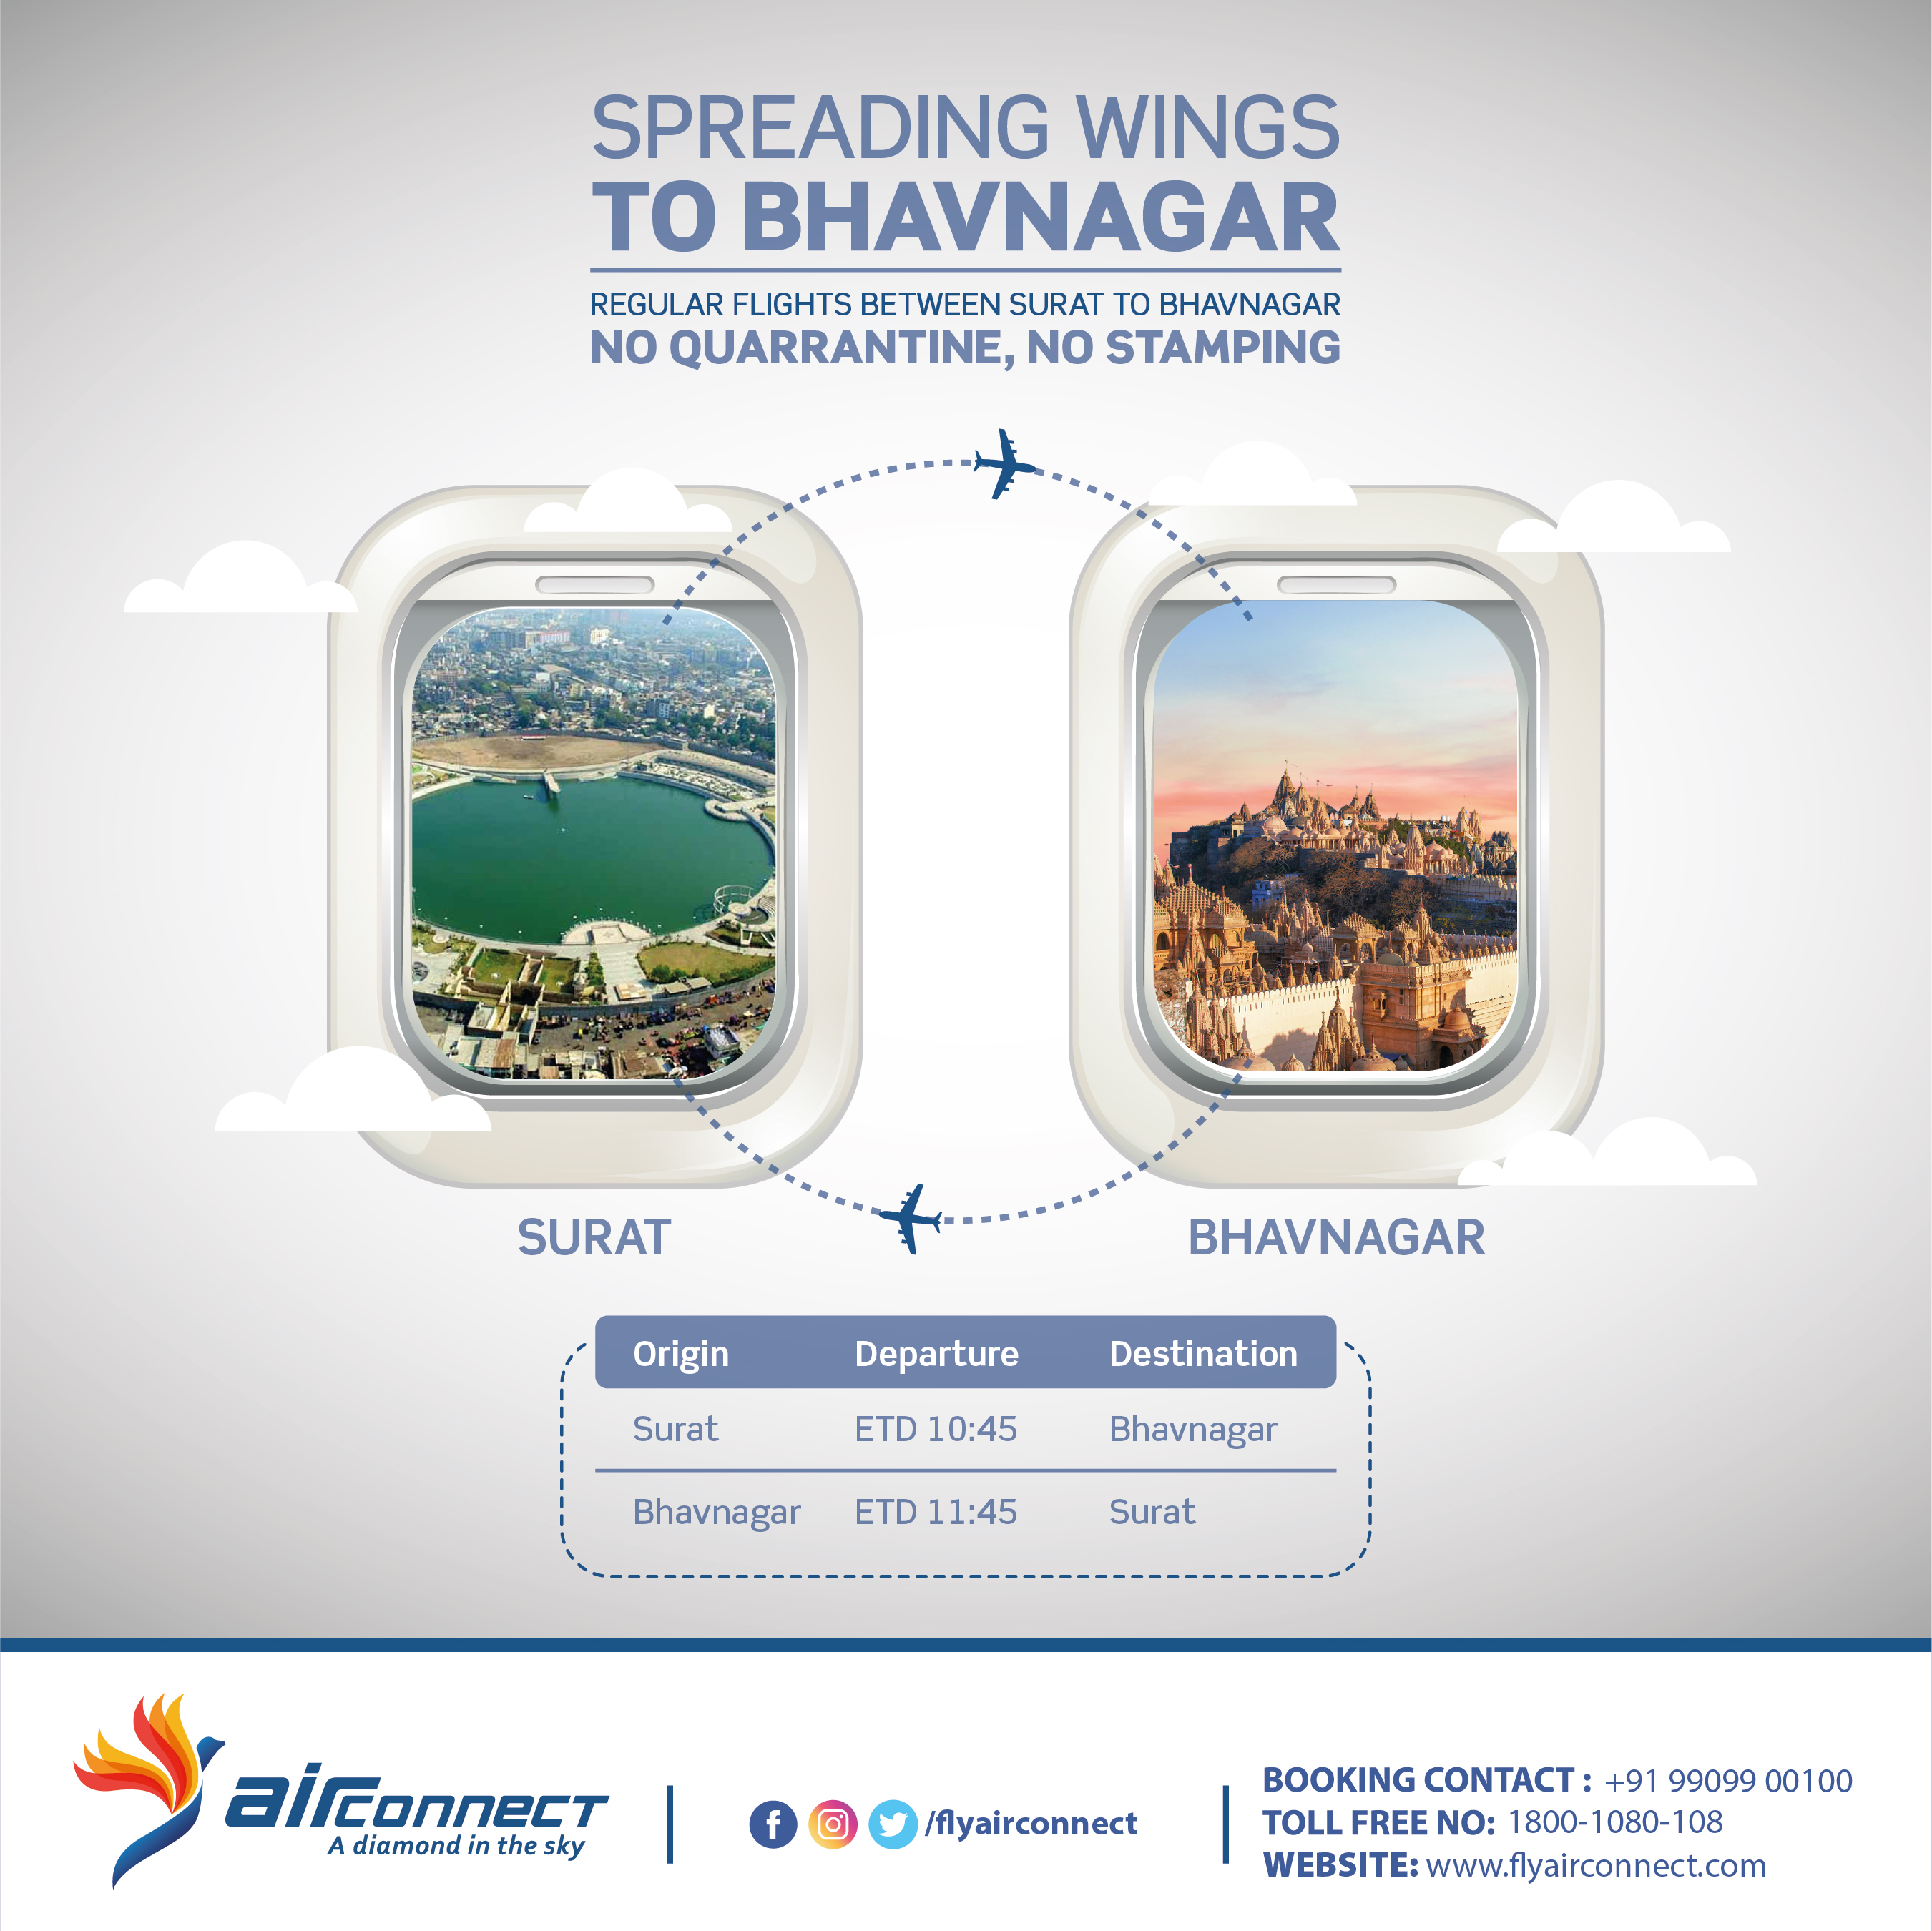 SPREADING WINGS
TO BHAVNAGAR
REGULAR FLIGHTS BETWEEN SURAT TO BHAVNAGAR
NO QUARRANTINE, NO STAMPING
SURAT
BHAVNAGAR
Origin Departure Destination
Surat ETD 10:45 Bhavnagar
Bhavnagar ETD 11:45 Surat
airconnect
A diamond in the sky
/flyairconnect
BOOKING CONTACT : +91 99099 00100
TOLL FREE NO: 1800-1080-108
WEBSITE: www.flyairconnect.com